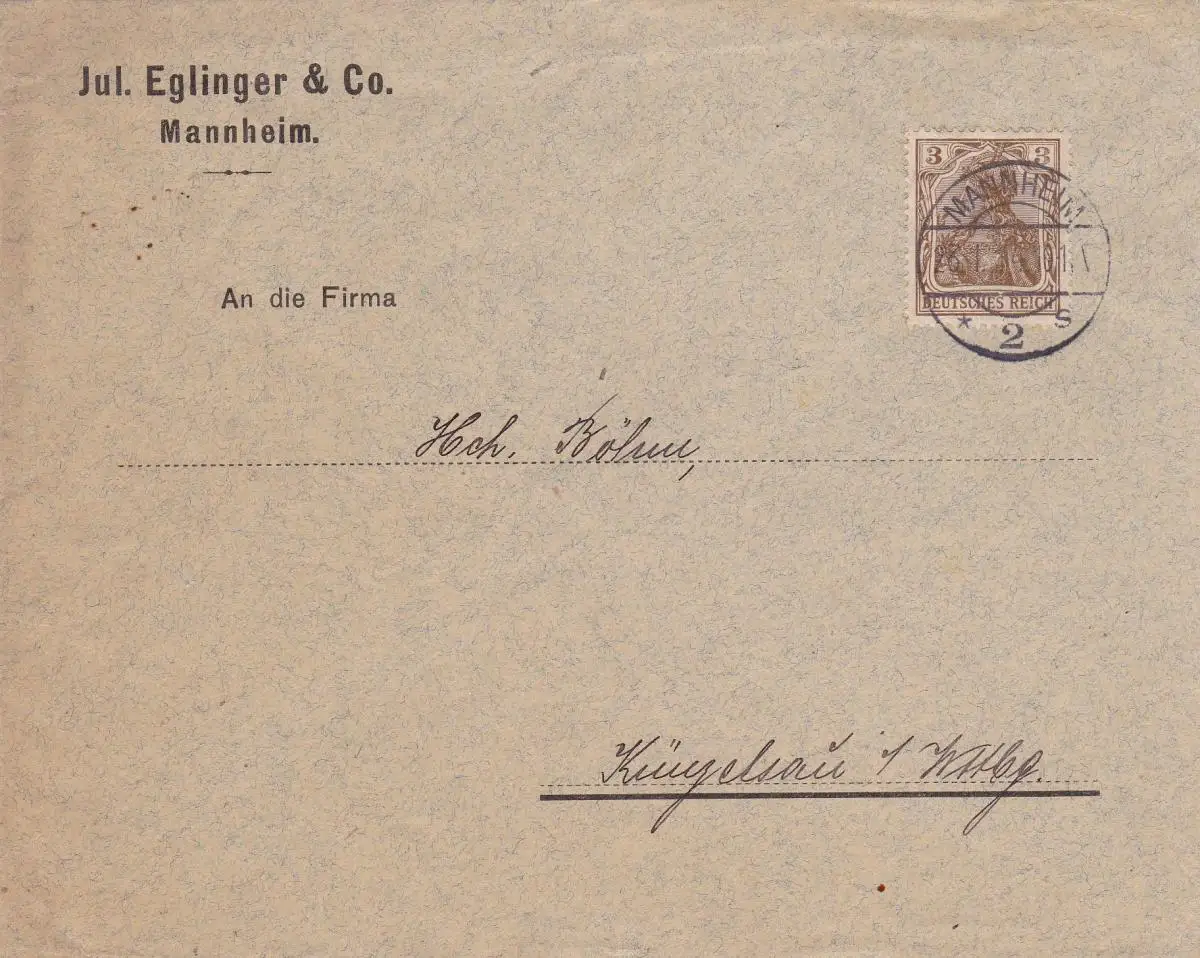 Jul. Eglinger & Co.
Mannheim.
3 3
MANNHEIM
DEUTSCHES REICH
* 2 s
An die Firma
Hch. Böhm,
Künzelsau i/ Wttbg.